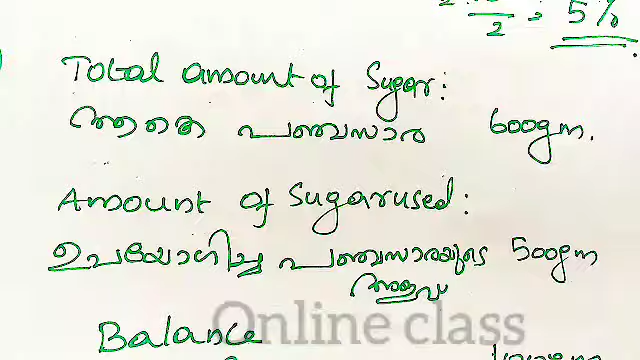 2 = 5%
Total amount of Sugar:
ആകെ പഞ്ചസാര 600gm.
Amount of Sugar used:
ഉപയോഗിച്ച പഞ്ചസാരയുടെ 500gm
അളവ്
Online class
Balance